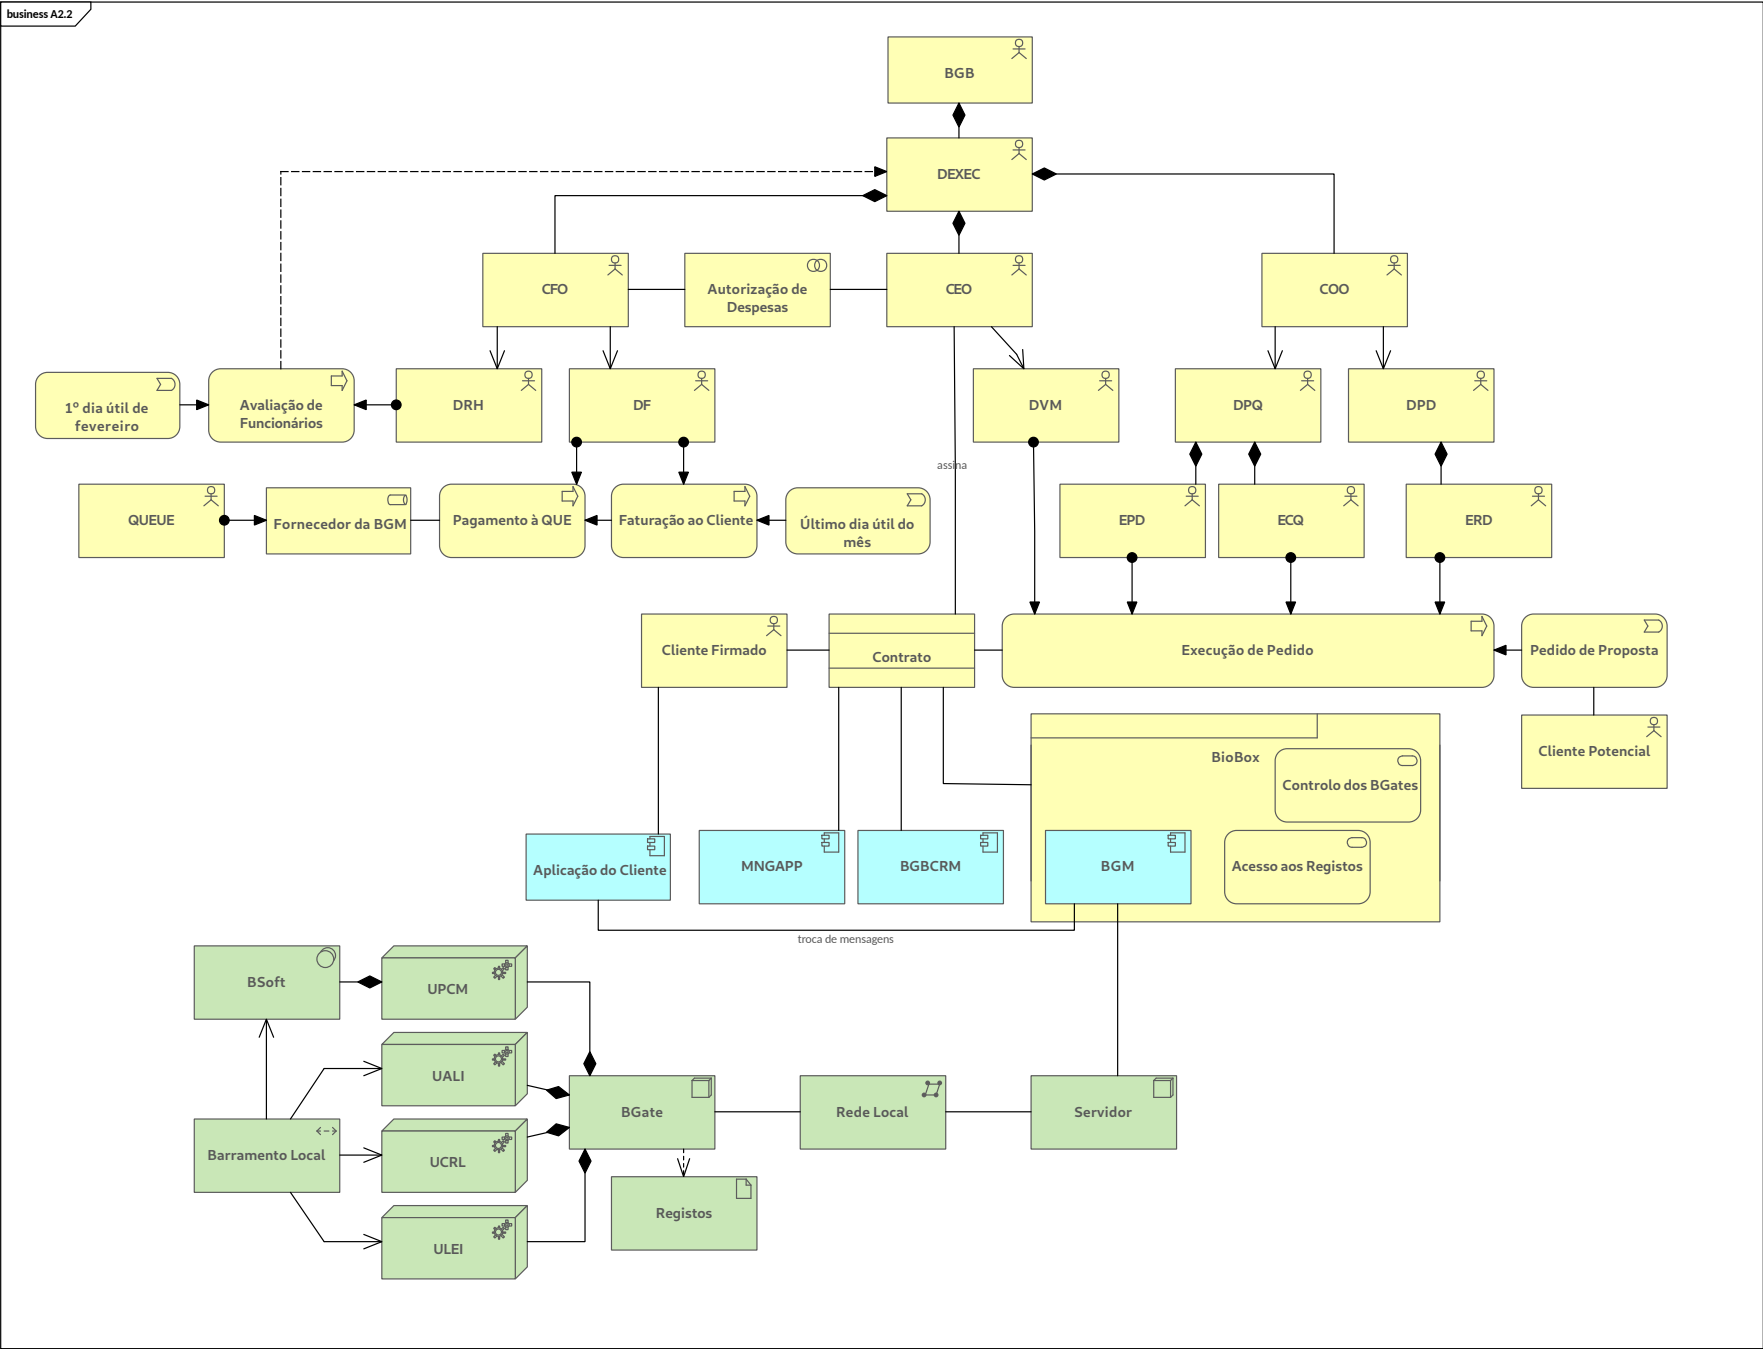 business A2.2
BGB
DEXEC
CFO
Autorização de
Despesas
CEO
COO
1º dia útil de
fevereiro
Avaliação de
Funcionários
DRH
DF
DVM
DPQ
DPD
assina
QUEUE
Fornecedor da BGM
Pagamento à QUE
Faturação ao Cliente
Último dia útil do
mês
EPD
ECQ
ERD
Cliente Firmado
Contrato
Execução de Pedido
Pedido de Proposta
Cliente Potencial
BioBox
Controlo dos BGates
Aplicação do Cliente
MNGAPP
BGBCRM
BGM
Acesso aos Registos
troca de mensagens
BSoft
UPCM
UALI
BGate
Rede Local
Servidor
Barramento Local
UCRL
Registos
ULEI